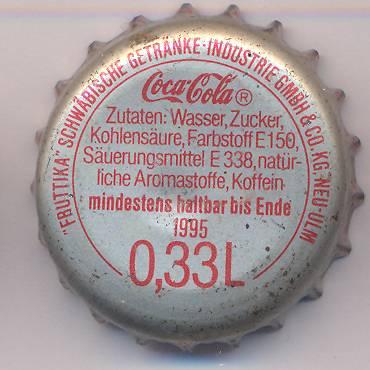 "FRUTTIKA" SCHWÄBISCHE GETRÄNKE-INDUSTRIE GMBH & CO. KG. NEU-ULM
Coca-Cola ®
Zutaten: Wasser, Zucker,
Kohlensäure, Farbstoff E 150,
Säuerungsmittel E 338, natür-
liche Aromastoffe, Koffein
mindestens haltbar bis Ende
1995
0,33L